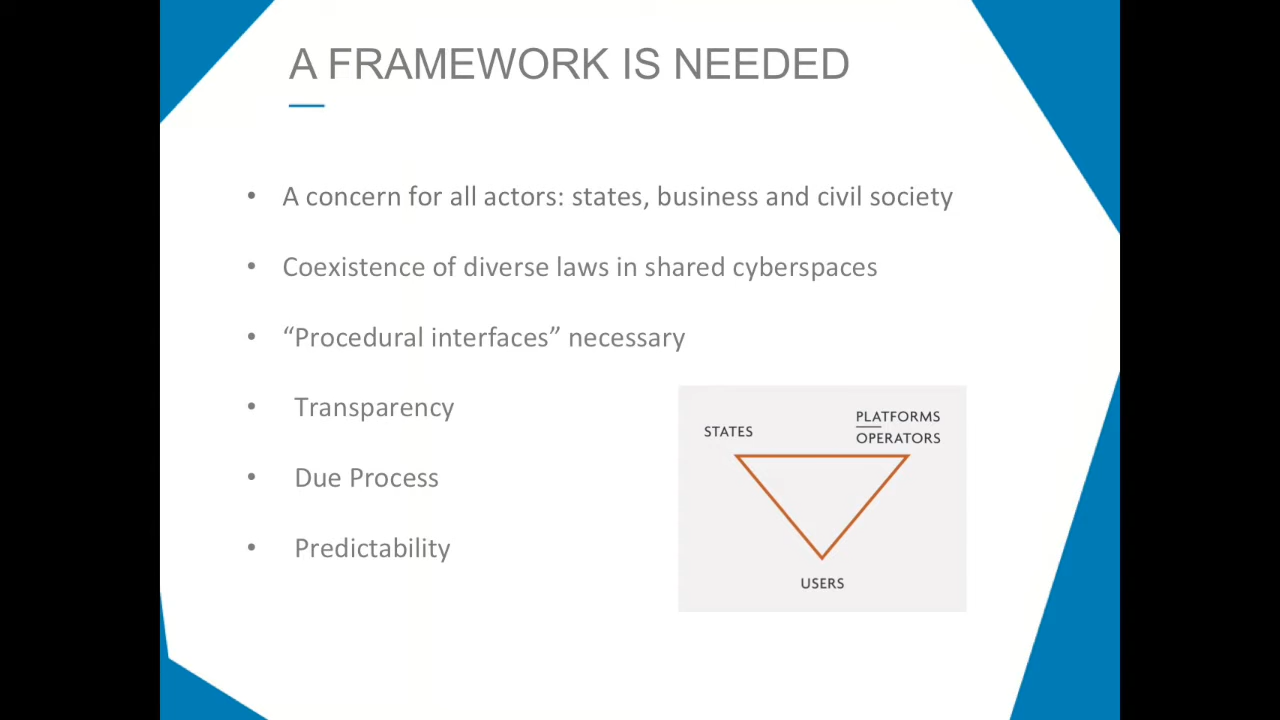 A FRAMEWORK IS NEEDED
• A concern for all actors: states, business and civil society
• Coexistence of diverse laws in shared cyberspaces
• “Procedural interfaces” necessary
• Transparency
• Due Process
• Predictability
STATES
PLATFORMS
OPERATORS
USERS